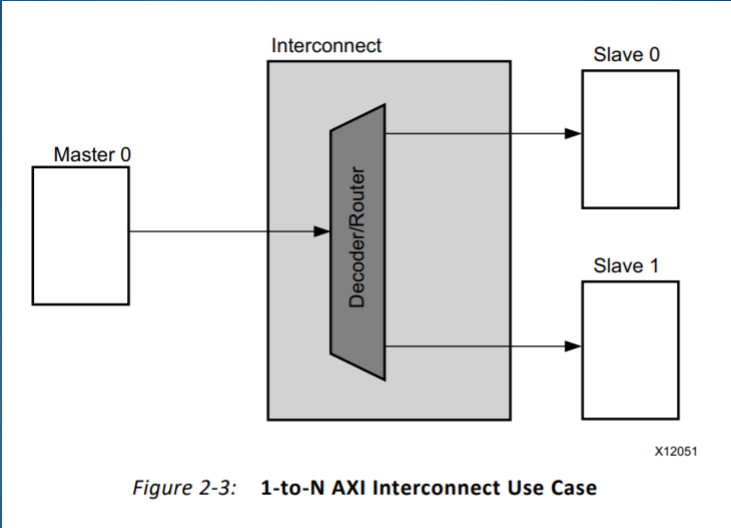 Interconnect
Slave 0
Master 0
Decoder/Router
Slave 1
X12051
Figure 2-3: 1-to-N AXI Interconnect Use Case